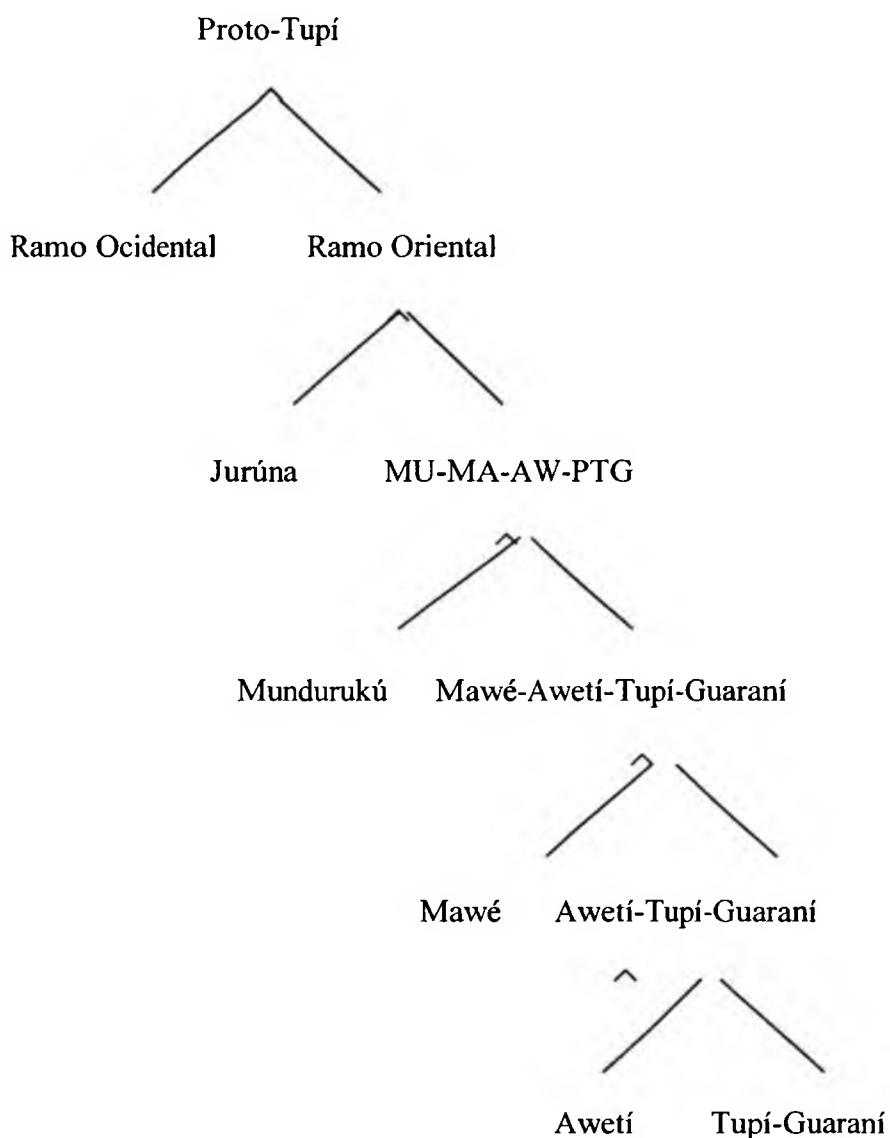 Proto-Tupí
Ramo Ocidental Ramo Oriental
Jurúna MU-MA-AW-PTG
Mundurukú Mawé-Awetí-Tupí-Guaraní
Mawé Awetí-Tupí-Guaraní
Awetí Tupí-Guaraní